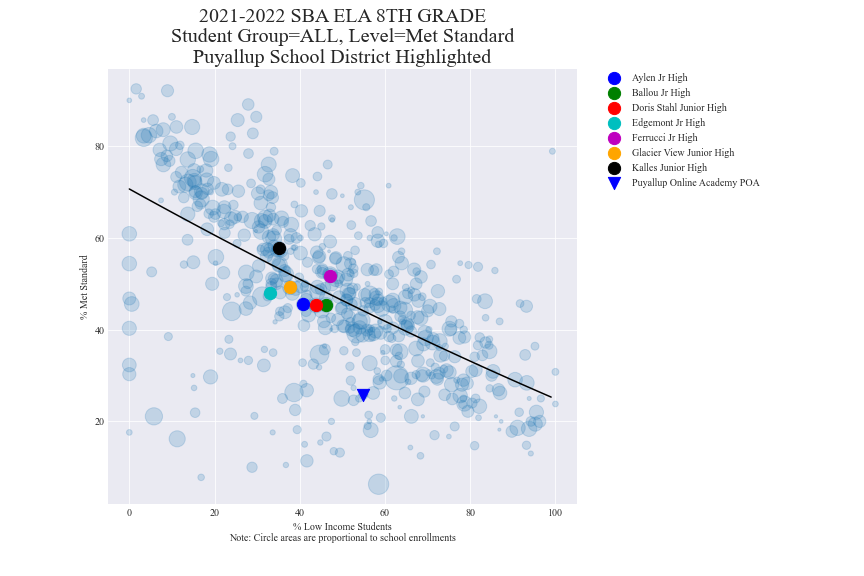 2021-2022 SBA ELA 8TH GRADE
Student Group=ALL, Level=Met Standard
Puyallup School District Highlighted
Aylen Jr High
Ballou Jr High
Doris Stahl Junior High
Edgemont Jr High
Ferrucci Jr High
Glacier View Junior High
Kalles Junior High
Puyallup Online Academy POA
% Met Standard
80
60
40
20
0 20 40 60 80 100
% Low Income Students
Note: Circle areas are proportional to school enrollments